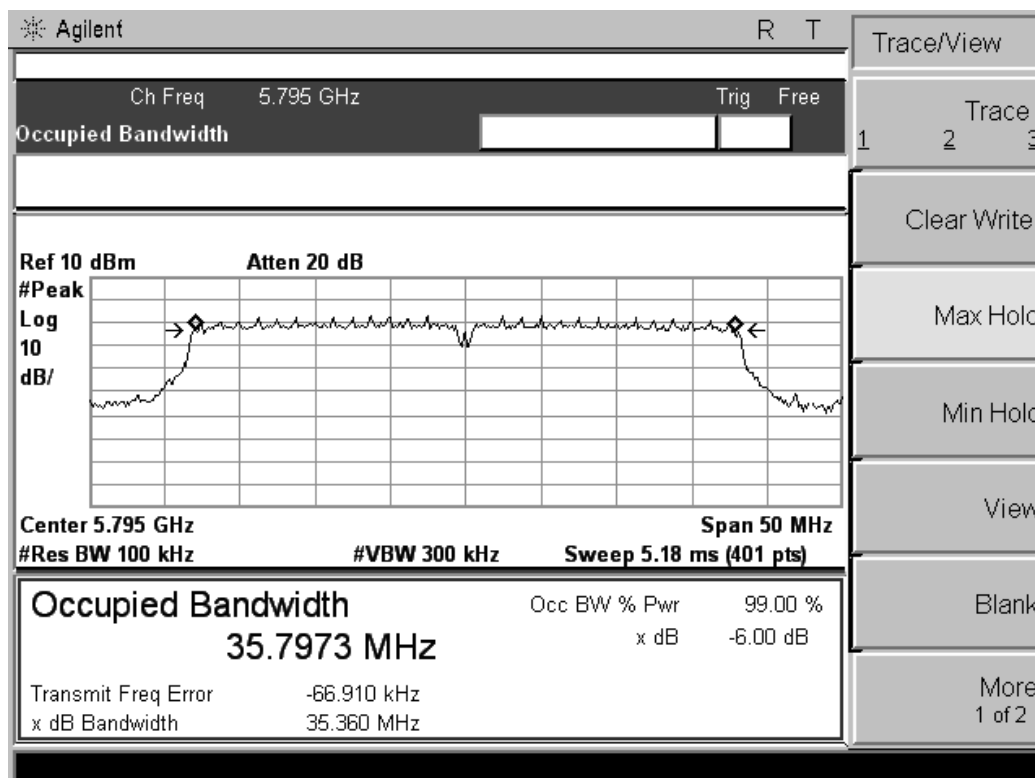 Agilent R T
Ch Freq 5.795 GHz Trig Free
Occupied Bandwidth
Ref 10 dBm Atten 20 dB
#Peak
Log
10
dB/
Center 5.795 GHz Span 50 MHz
#Res BW 100 kHz #VBW 300 kHz Sweep 5.18 ms (401 pts)
Occupied Bandwidth Occ BW % Pwr 99.00 %
35.7973 MHz x dB -6.00 dB
Transmit Freq Error -66.910 kHz
x dB Bandwidth 35.360 MHz
Trace/View
Trace
1 2 3
Clear Write
Max Hold
Min Hold
View
Blank
More
1 of 2